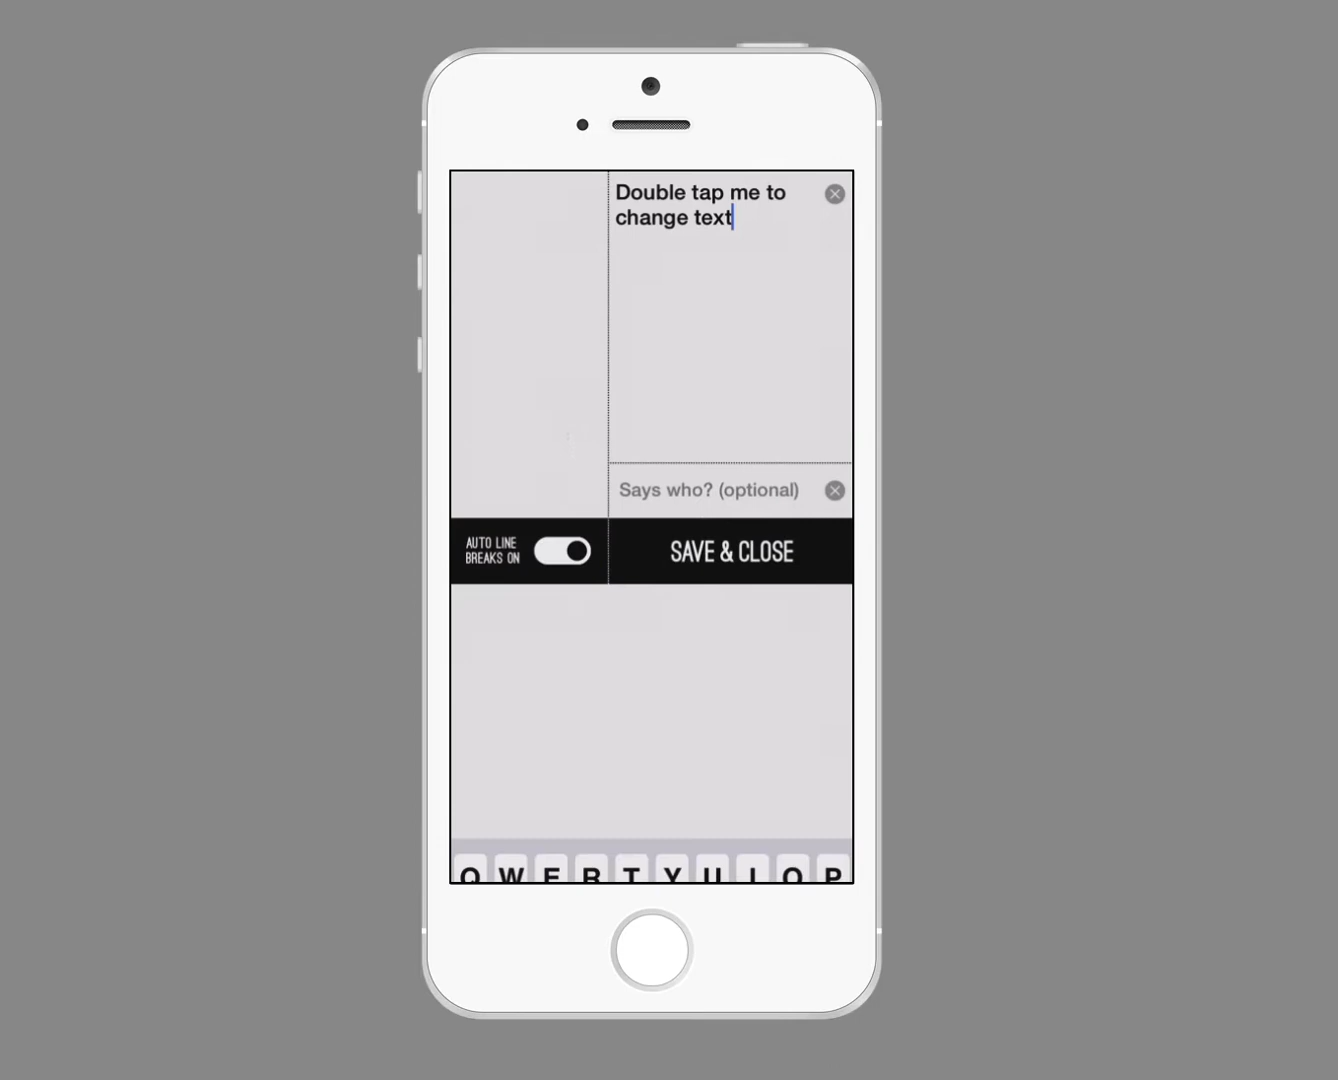 Double tap me to
change text
Says who? (optional)
AUTO LINE
BREAKS ON
SAVE & CLOSE
Q W E R T Y U I O P